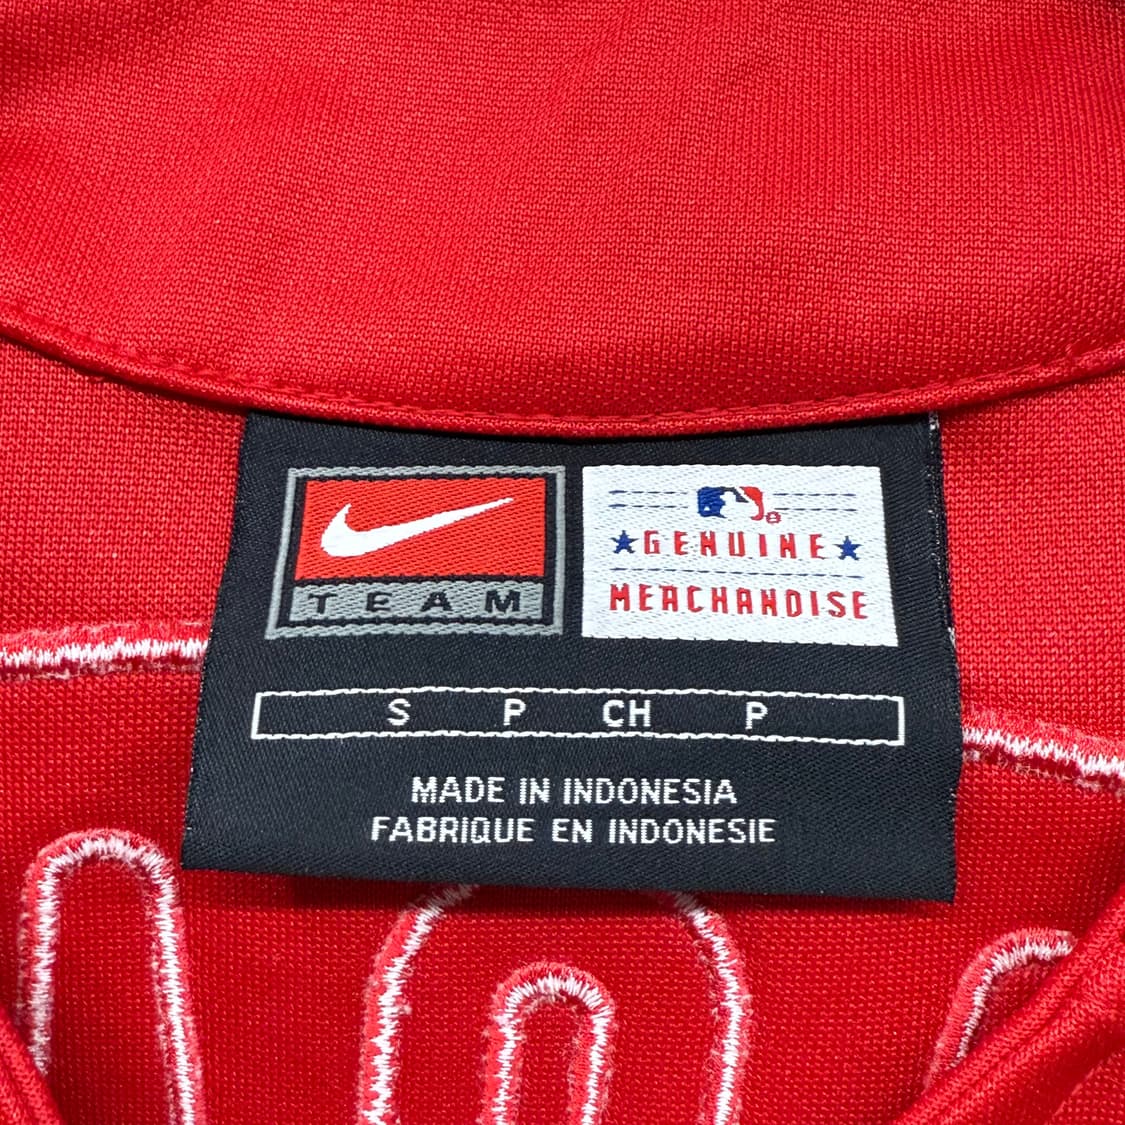 TEAM
GENUINE
MERCHANDISE
S P CH P
MADE IN INDONESIA
FABRIQUE EN INDONESIE